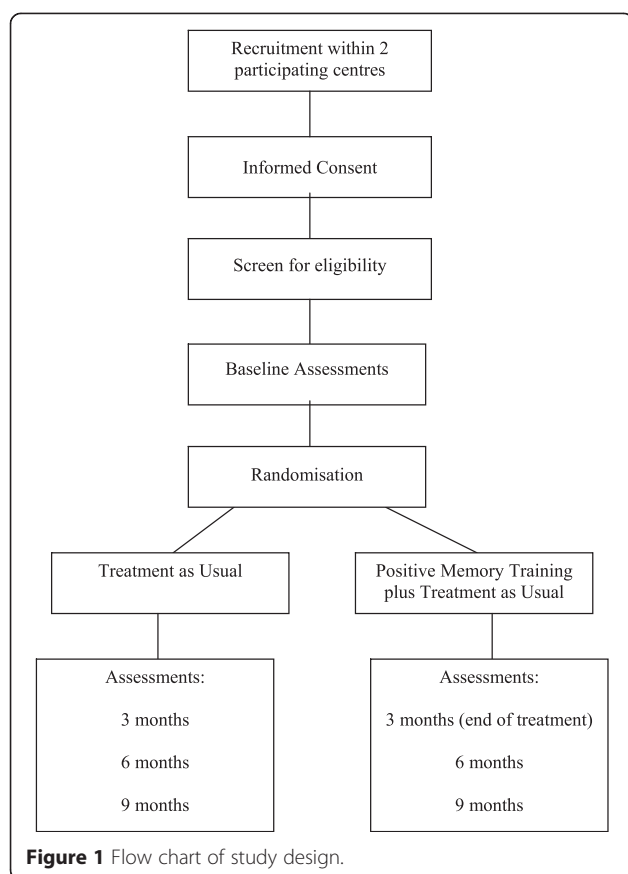 Recruitment within 2
participating centres
Informed Consent
Screen for eligibility
Baseline Assessments
Randomisation
Treatment as Usual
Positive Memory Training
plus Treatment as Usual
Assessments:
3 months
6 months
9 months
Assessments:
3 months (end of treatment)
6 months
9 months
Figure 1 Flow chart of study design.